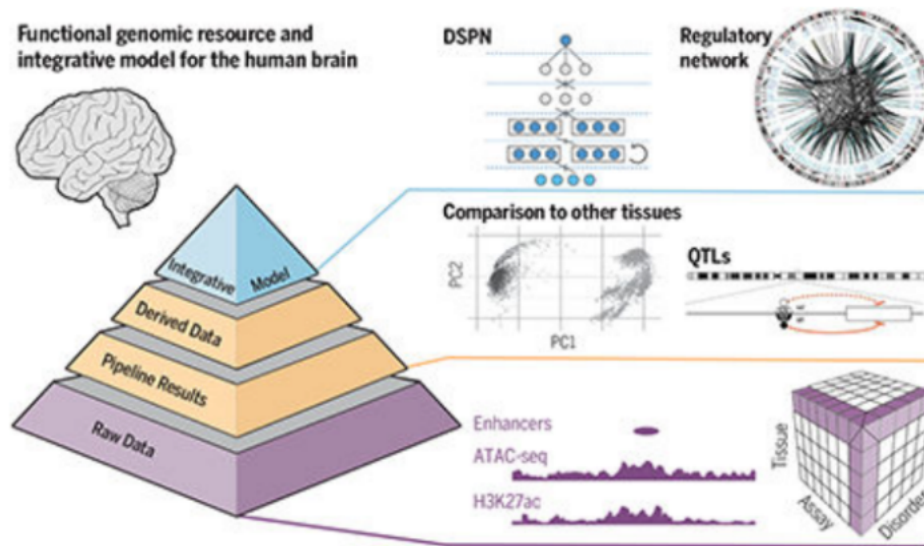 Functional genomic resource and
integrative model for the human brain
DSPN
Regulatory
network
Integrative Model
Derived Data
Pipeline Results
Raw Data
Comparison to other tissues
PC2
PC1
QTLs
Enhancers
ATAC-seq
H3K27ac
Tissue
Assay
Disorder